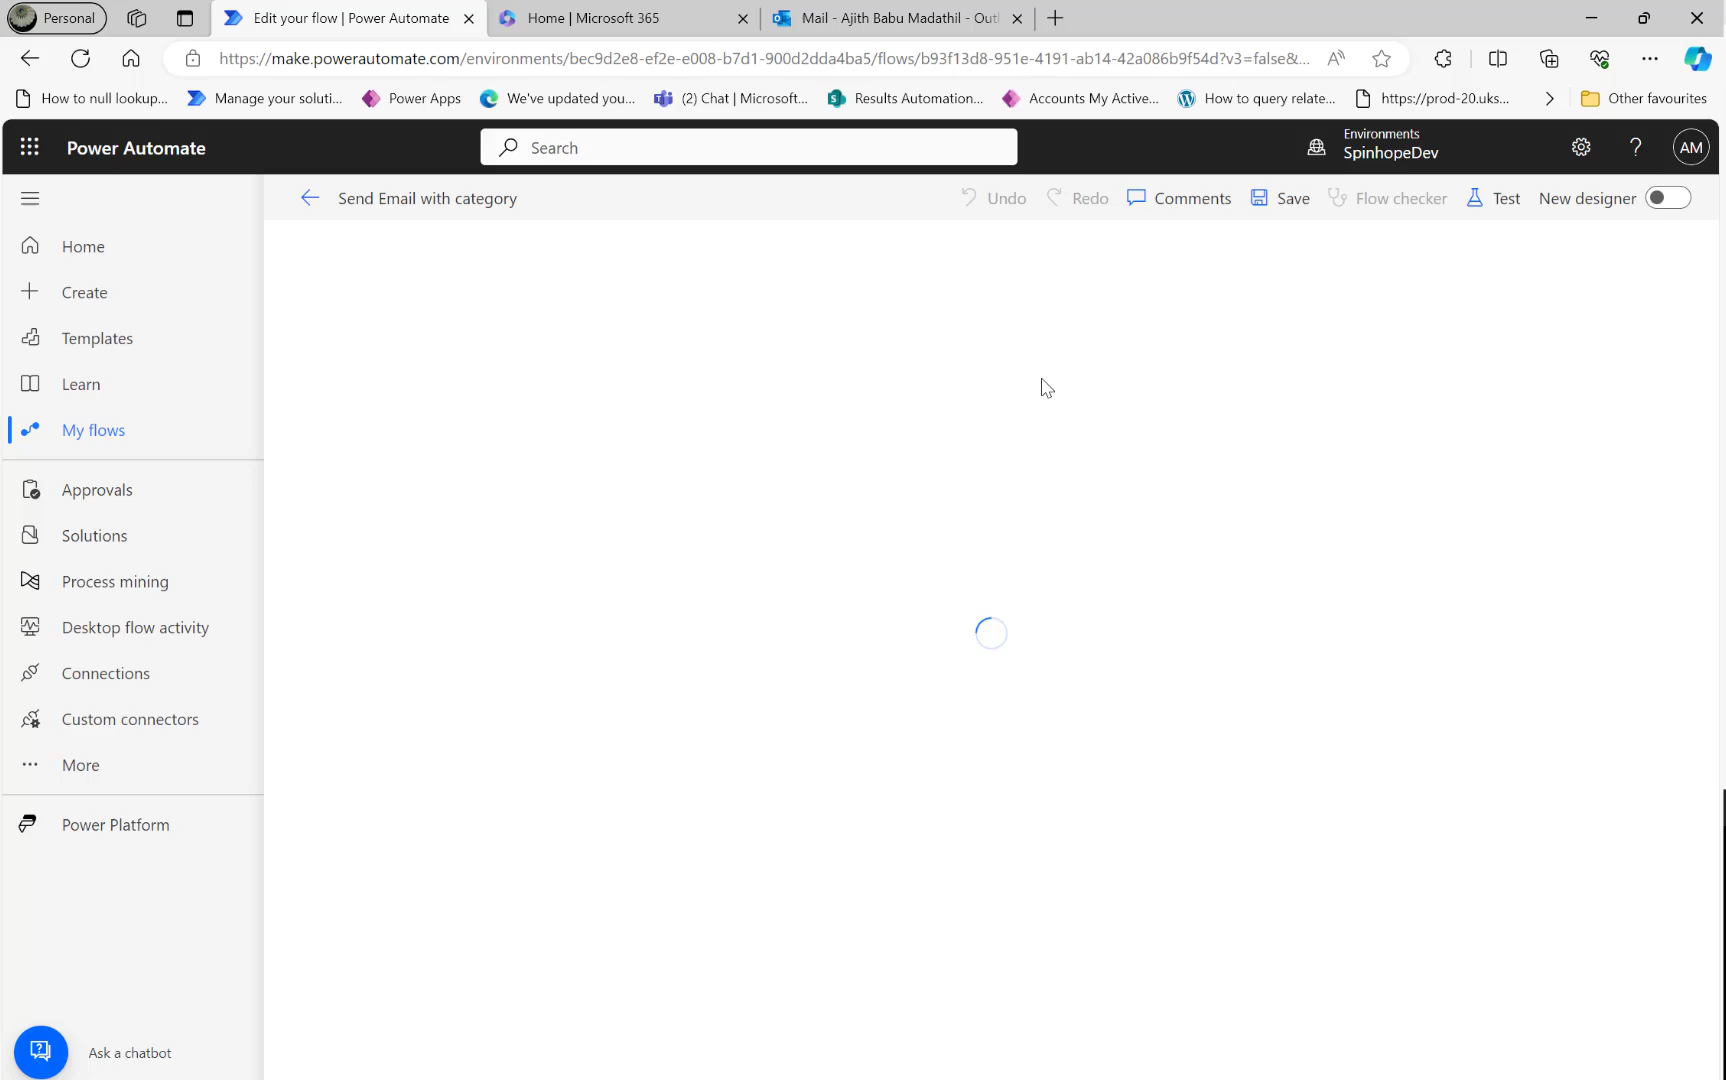 Personal
Edit your flow | Power Automate
Home | Microsoft 365
Mail - Ajith Babu Madathil - Outl
https://make.powerautomate.com/environments/bec9d2e8-ef2e-e008-b7d1-900d2dda4ba5/flows/b93f13d8-951e-4191-ab14-42a086b9f54d?v3=false&...
How to null lookup...
Manage your soluti...
Power Apps
We've updated you...
(2) Chat | Microsoft...
Results Automation...
Accounts My Active...
How to query relate...
https://prod-20.uks...
Other favourites
Power Automate
Search
Environments
SpinhopeDev
AM
Send Email with category
Undo
Redo
Comments
Save
Flow checker
Test
New designer
Home
Create
Templates
Learn
My flows
Approvals
Solutions
Process mining
Desktop flow activity
Connections
Custom connectors
More
Power Platform
Ask a chatbot